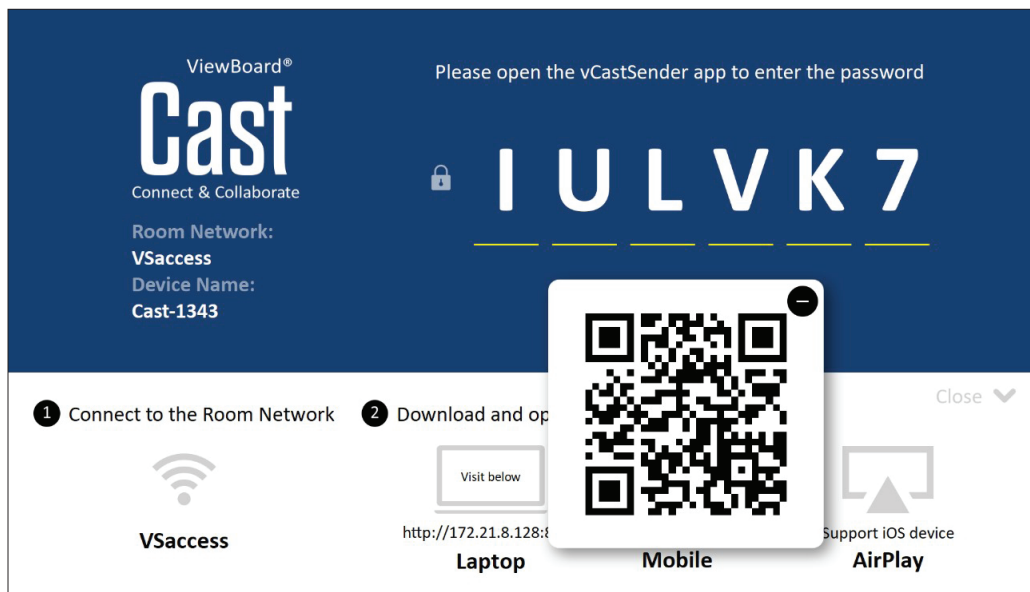 ViewBoard®
Cast
Connect & Collaborate
Room Network:
VSaccess
Device Name:
Cast-1343
Please open the vCastSender app to enter the password
I U L V K 7
Close
1 Connect to the Room Network
2 Download and op
Visit below
VSaccess
http://172.21.8.128:
Laptop
Mobile
Support iOS device
AirPlay